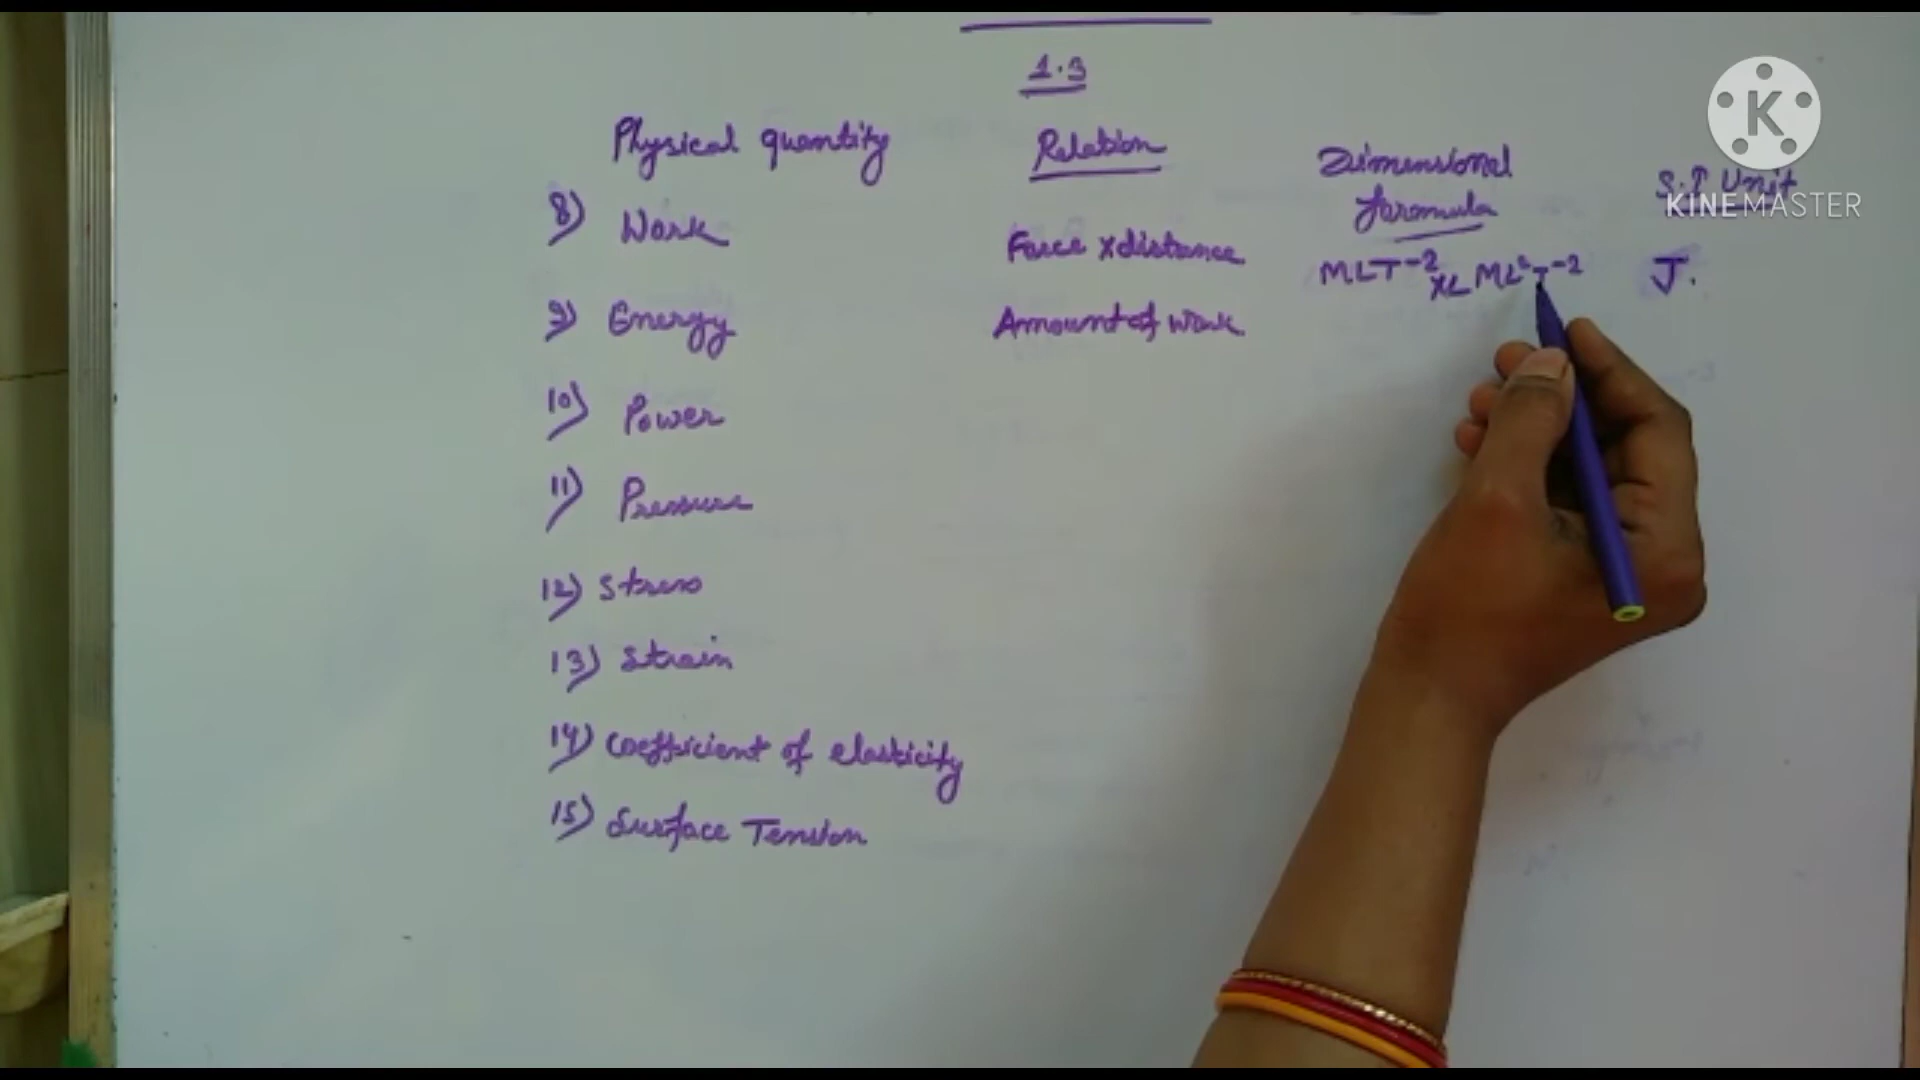 1.3
Physical quantity Relation Dimensional formula S.I Unit
8) Work Force x distance MLT-2 xL ML²T-2 J.
9) Energy Amount of work
10) Power
11) Pressure
12) Stress
13) Strain
14) Coefficient of elasticity
15) Surface Tension
K
KINEMASTER